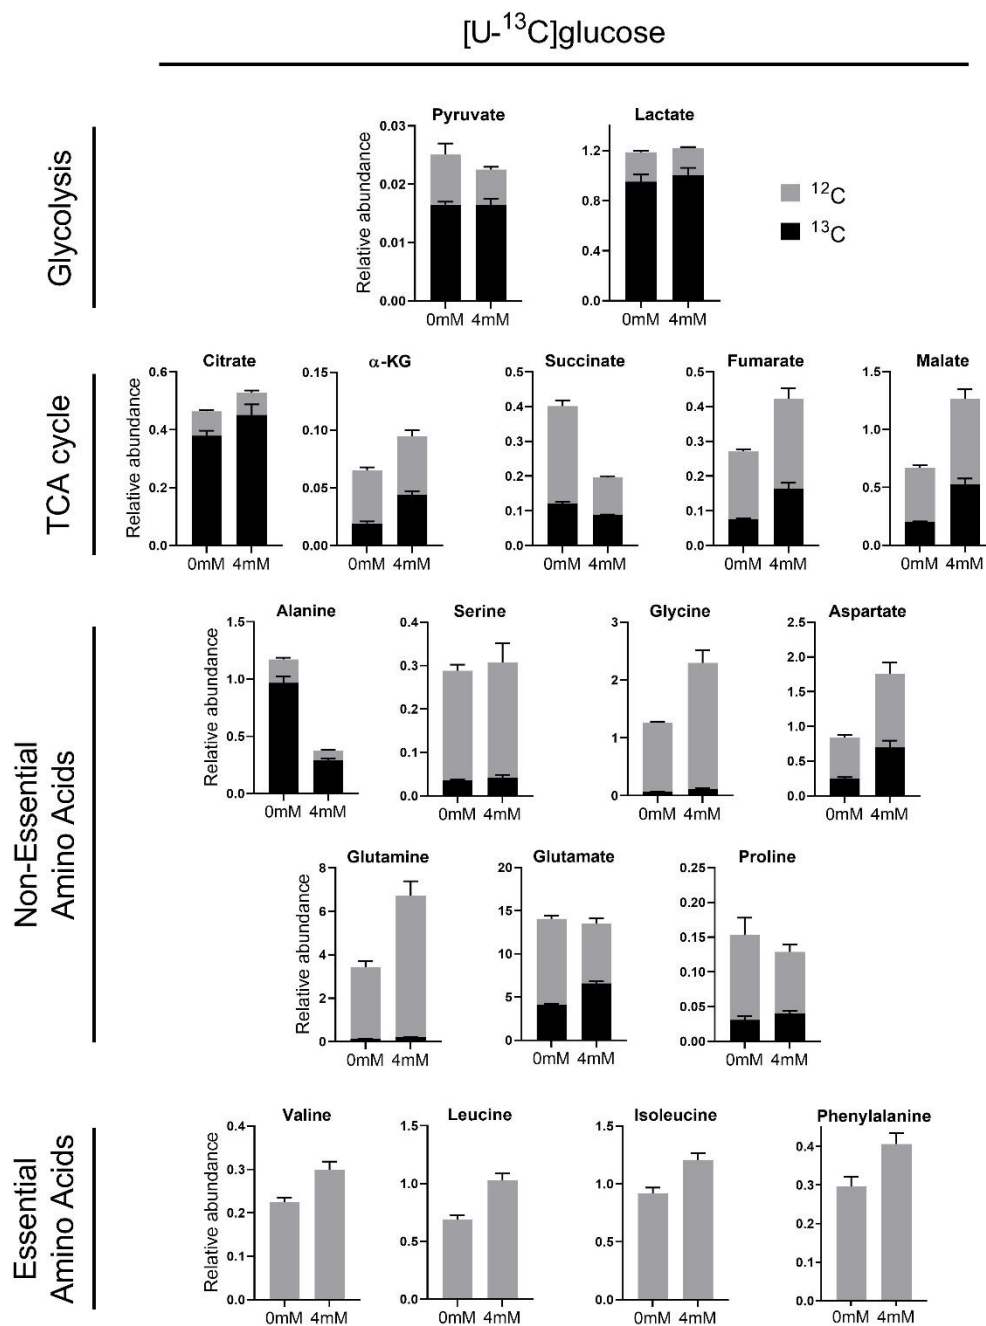 [U-¹³C]glucose
Glycolysis
Pyruvate
Relative abundance
0.03
0.02
0.01
0.00
0mM 4mM
Lactate
1.2
0.8
0.4
0.0
0mM 4mM
¹²C
¹³C
TCA cycle
Citrate
Relative abundance
0.6
0.4
0.2
0.0
0mM 4mM
α-KG
0.15
0.10
0.05
0.00
0mM 4mM
Succinate
0.5
0.4
0.3
0.2
0.1
0.0
0mM 4mM
Fumarate
0.5
0.4
0.3
0.2
0.1
0.0
0mM 4mM
Malate
1.5
1.0
0.5
0.0
0mM 4mM
Non-Essential
Amino Acids
Alanine
Relative abundance
1.5
1.0
0.5
0.0
0mM 4mM
Serine
0.4
0.3
0.2
0.1
0.0
0mM 4mM
Glycine
3
2
1
0
0mM 4mM
Aspartate
2.5
2.0
1.5
1.0
0.5
0.0
0mM 4mM
Glutamine
Relative abundance
8
6
4
2
0
0mM 4mM
Glutamate
20
15
10
5
0
0mM 4mM
Proline
0.25
0.20
0.15
0.10
0.05
0.00
0mM 4mM
Essential
Amino Acids
Valine
Relative abundance
0.4
0.3
0.2
0.1
0.0
0mM 4mM
Leucine
1.5
1.0
0.5
0.0
0mM 4mM
Isoleucine
1.5
1.0
0.5
0.0
0mM 4mM
Phenylalanine
0.4
0.3
0.2
0.1
0.0
0mM 4mM